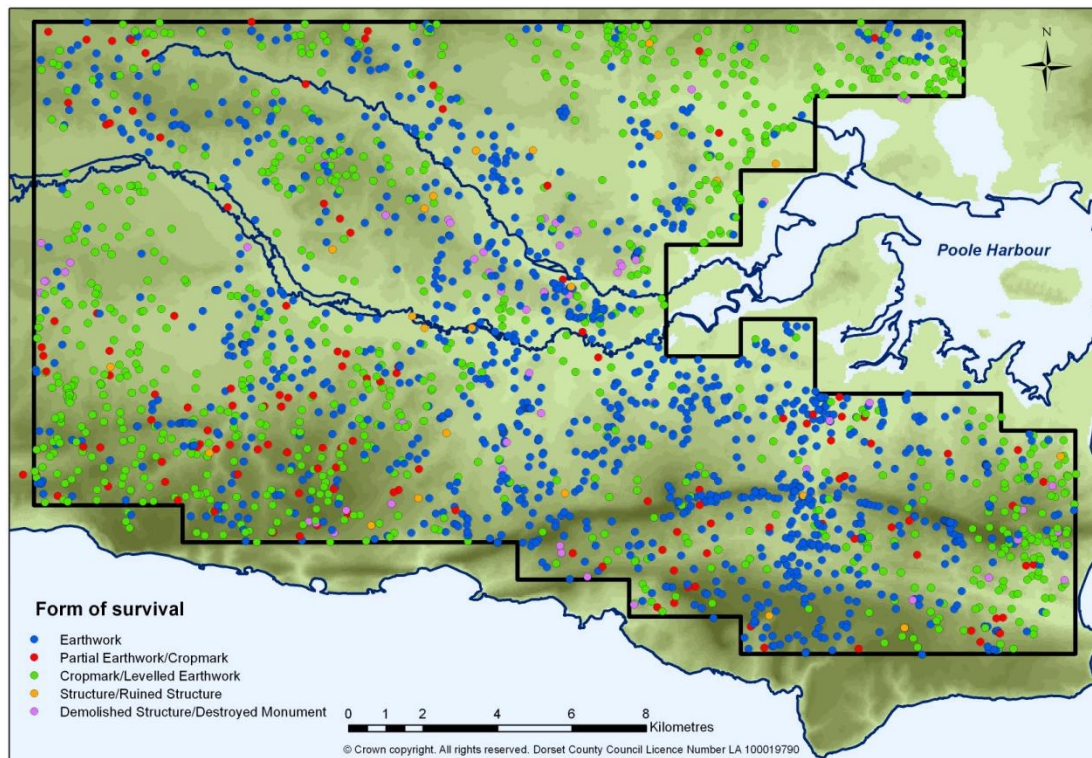 N
Poole Harbour
Form of survival
Earthwork
Partial Earthwork/Cropmark
Cropmark/Levelled Earthwork
Structure/Ruined Structure
Demolished Structure/Destroyed Monument
0 1 2 4 6 8
Kilometres
© Crown copyright. All rights reserved. Dorset County Council Licence Number LA 100019790